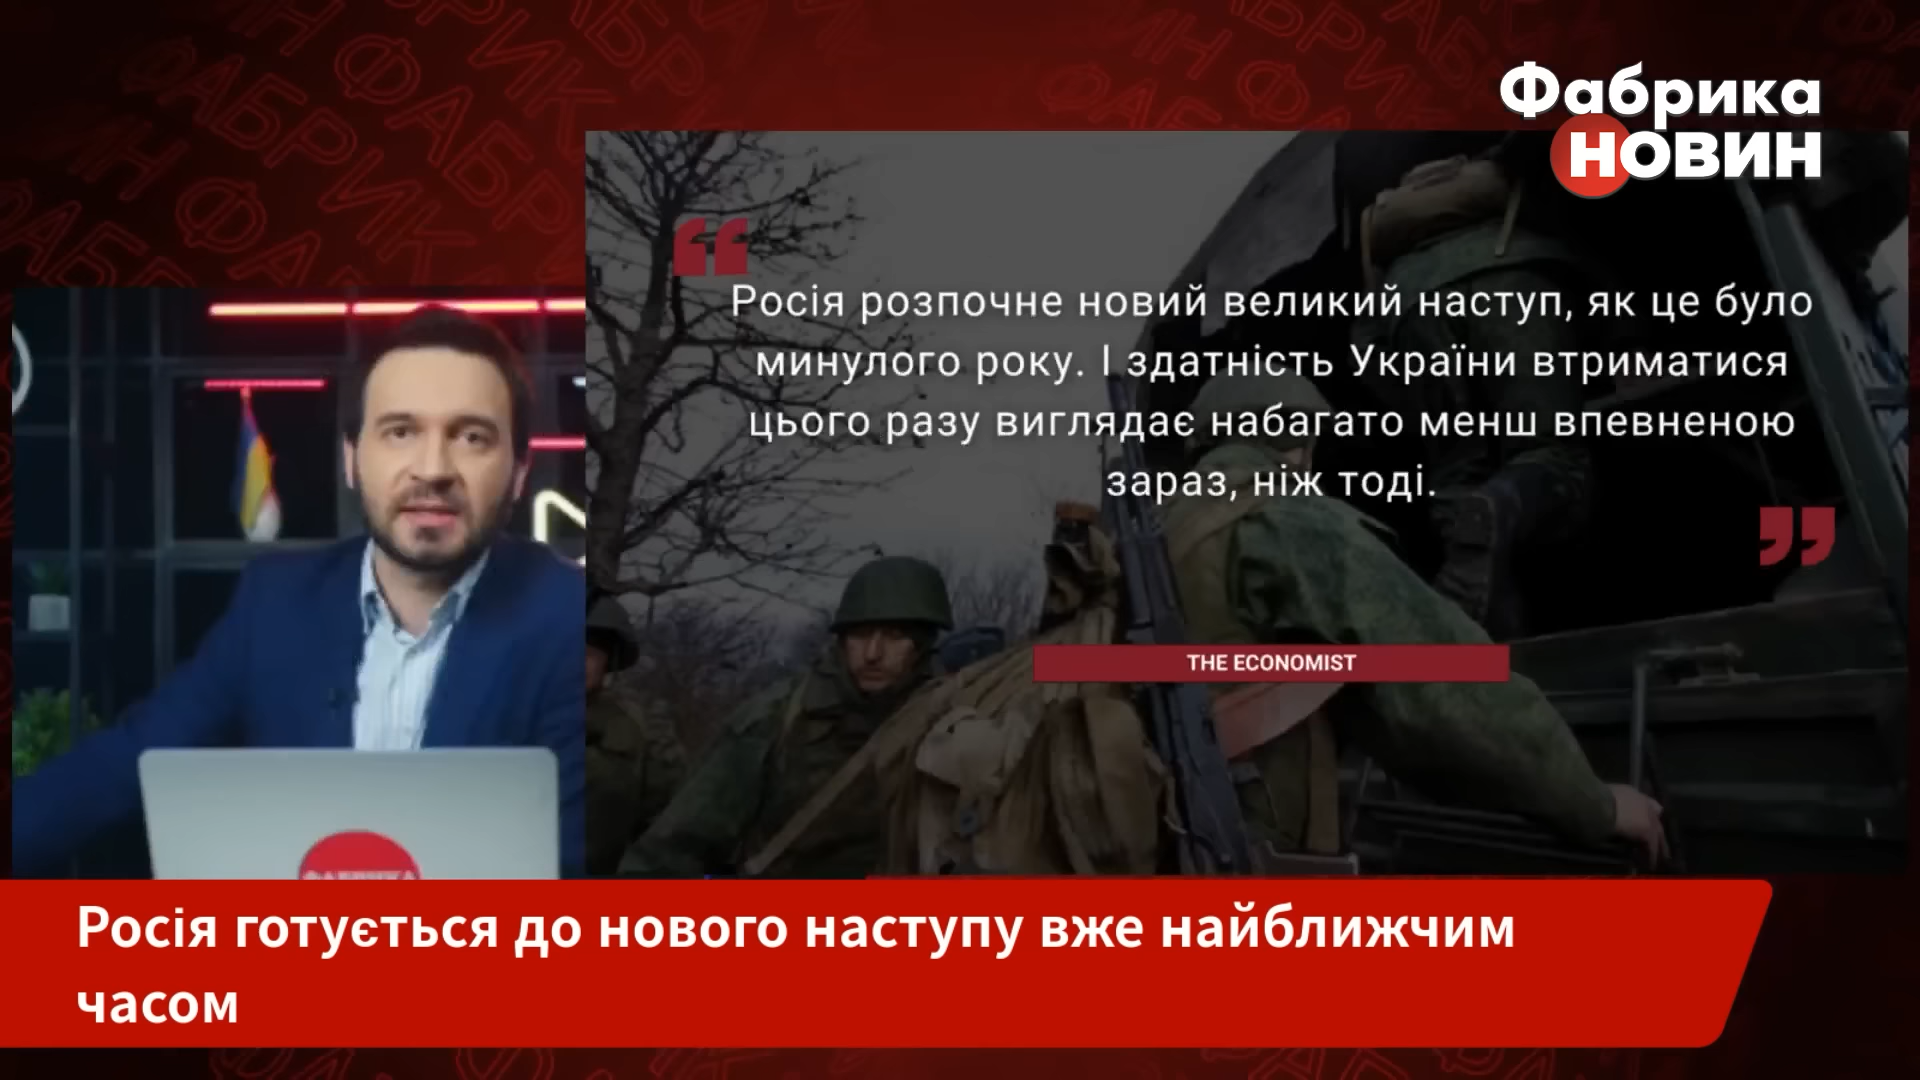 Фабрика
новин
Росія розпочне новий великий наступ, як це було
минулого року. І здатність України втриматися
цього разу виглядає набагато менш впевненою
зараз, ніж тоді.
THE ECONOMIST
ФАБРИКА
Росія готується до нового наступу вже найближчим
часом